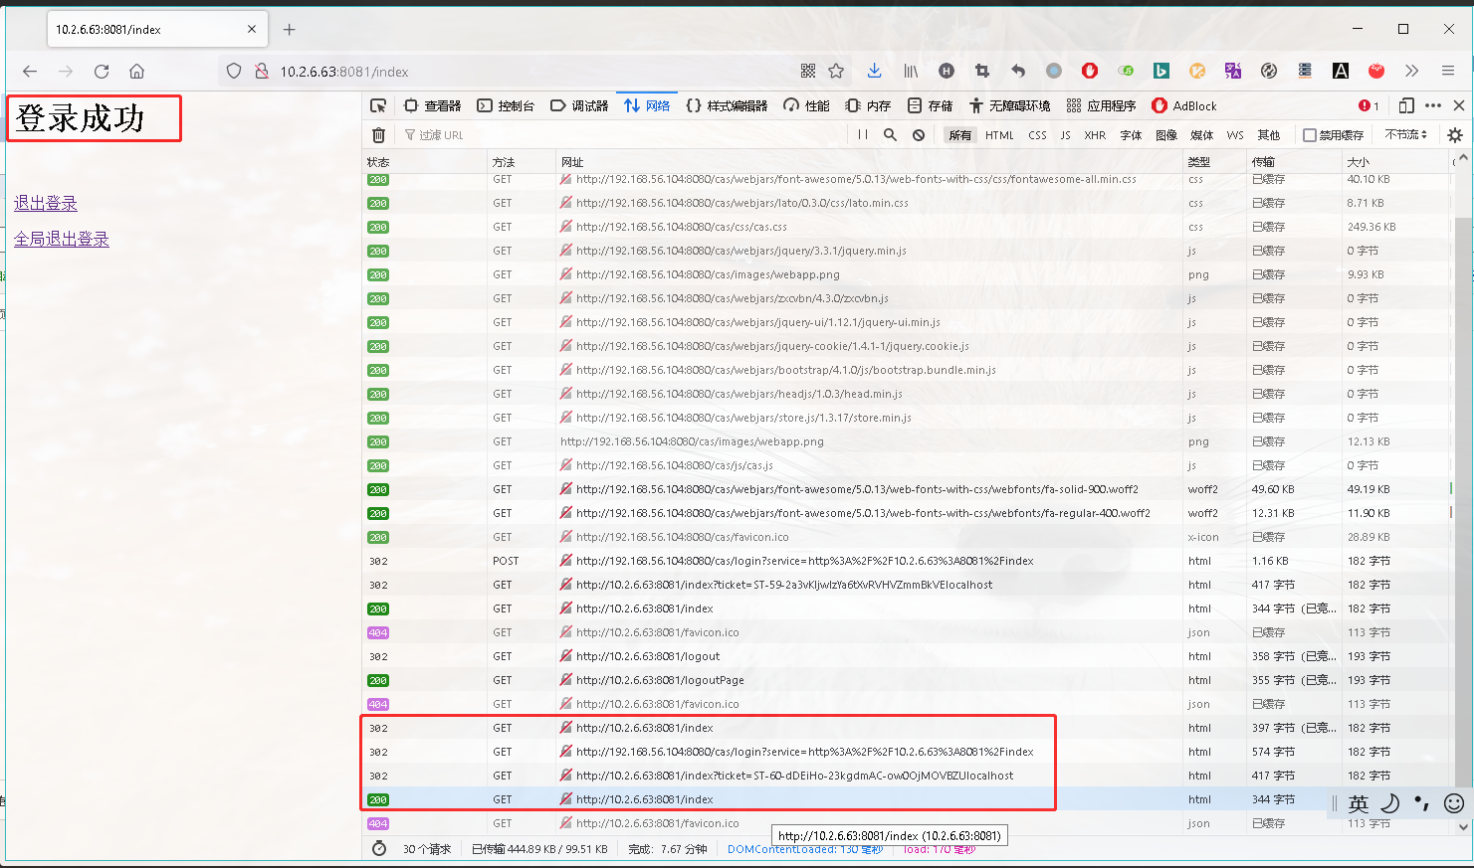 10.2.6.63:8081/index
10.2.6.63:8081/index
登录成功
退出登录
全局退出登录
查看器 控制台 调试器 网络 样式编辑器 性能 内存 存储 无障碍环境 应用程序 AdBlock 1
过滤 URL 所有 HTML CSS JS XHR 字体 图像 媒体 WS 其他 禁用缓存 不节流
状态 方法 网址 类型 传输 大小
200 GET http://192.168.56.104:8080/cas/webjars/font-awesome/5.0.13/web-fonts-with-css/css/fontawesome-all.min.css css 已缓存 40.10 KB
200 GET http://192.168.56.104:8080/cas/webjars/lato/0.3.0/css/lato.min.css css 已缓存 8.71 KB
200 GET http://192.168.56.104:8080/cas/css/cas.css css 已缓存 249.36 KB
200 GET http://192.168.56.104:8080/cas/webjars/jquery/3.3.1/jquery.min.js js 已缓存 0 字节
200 GET http://192.168.56.104:8080/cas/images/webapp.png png 已缓存 9.93 KB
200 GET http://192.168.56.104:8080/cas/webjars/zxcvbn/4.3.0/zxcvbn.js js 已缓存 0 字节
200 GET http://192.168.56.104:8080/cas/webjars/jquery-ui/1.12.1/jquery-ui.min.js js 已缓存 0 字节
200 GET http://192.168.56.104:8080/cas/webjars/jquery-cookie/1.4.1-1/jquery.cookie.js js 已缓存 0 字节
200 GET http://192.168.56.104:8080/cas/webjars/bootstrap/4.1.0/js/bootstrap.bundle.min.js js 已缓存 0 字节
200 GET http://192.168.56.104:8080/cas/webjars/headjs/1.0.3/head.min.js js 已缓存 0 字节
200 GET http://192.168.56.104:8080/cas/webjars/store.js/1.3.17/store.min.js js 已缓存 0 字节
200 GET http://192.168.56.104:8080/cas/images/webapp.png png 已缓存 12.13 KB
200 GET http://192.168.56.104:8080/cas/js/cas.js js 已缓存 0 字节
200 GET http://192.168.56.104:8080/cas/webjars/font-awesome/5.0.13/web-fonts-with-css/webfonts/fa-solid-900.woff2 woff2 49.60 KB 49.19 KB
200 GET http://192.168.56.104:8080/cas/webjars/font-awesome/5.0.13/web-fonts-with-css/webfonts/fa-regular-400.woff2 woff2 12.31 KB 11.90 KB
200 GET http://192.168.56.104:8080/cas/favicon.ico x-icon 已缓存 28.89 KB
302 POST http://192.168.56.104:8080/cas/login?service=http%3A%2F%2F10.2.6.63%3A8081%2Findex html 1.16 KB 182 字节
302 GET http://10.2.6.63:8081/index?ticket=ST-59-2a3vKljwIzYa6tXvRVHVZmmBkVElocalhost html 417 字节 182 字节
200 GET http://10.2.6.63:8081/index html 344 字节 (已竞... 182 字节
404 GET http://10.2.6.63:8081/favicon.ico json 已缓存 113 字节
302 GET http://10.2.6.63:8081/logout html 358 字节 (已竞... 193 字节
200 GET http://10.2.6.63:8081/logoutPage html 355 字节 (已竞... 193 字节
404 GET http://10.2.6.63:8081/favicon.ico json 已缓存 113 字节
302 GET http://10.2.6.63:8081/index html 397 字节 (已竞... 182 字节
302 GET http://192.168.56.104:8080/cas/login?service=http%3A%2F%2F10.2.6.63%3A8081%2Findex html 574 字节 182 字节
302 GET http://10.2.6.63:8081/index?ticket=ST-60-dDEiHo-23kgdmAC-ow0OjMOVBZUlocalhost html 417 字节 182 字节
200 GET http://10.2.6.63:8081/index html 344 字节
英
404 GET http://10.2.6.63:8081/favicon.ico json 已缓存 113 字节
http://10.2.6.63:8081/index (10.2.6.63:8081)
30 个请求 已传输 444.89 KB / 99.51 KB 完成: 7.67 分钟 DOMContentLoaded: 130 毫秒 load: 170 毫秒